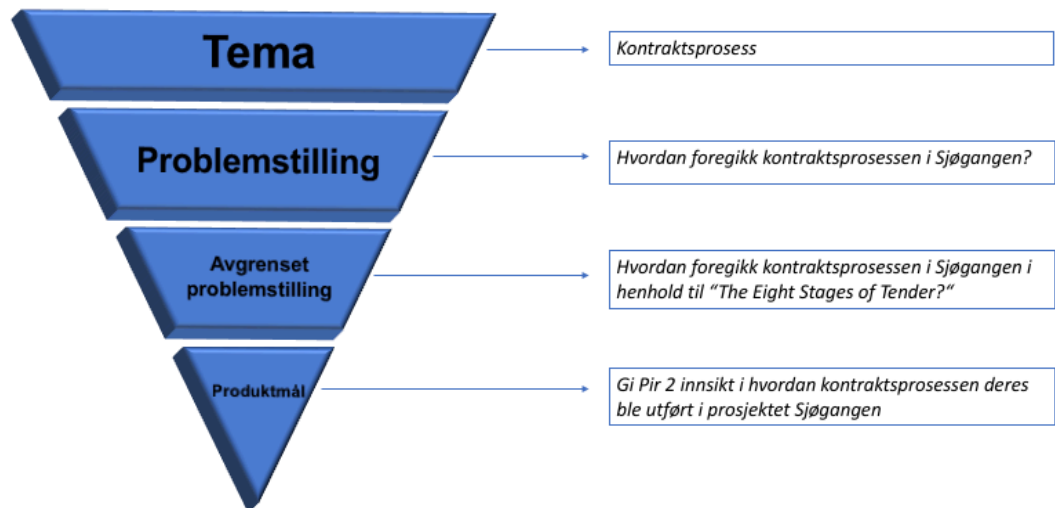 Tema
Kontraktsprosess
Problemstilling
Hvordan foregikk kontraktsprosessen i Sjøgangen?
Avgrenset
problemstilling
Hvordan foregikk kontraktsprosessen i Sjøgangen i
henhold til “The Eight Stages of Tender?“
Produktmål
Gi Pir 2 innsikt i hvordan kontraktsprosessen deres
ble utført i prosjektet Sjøgangen